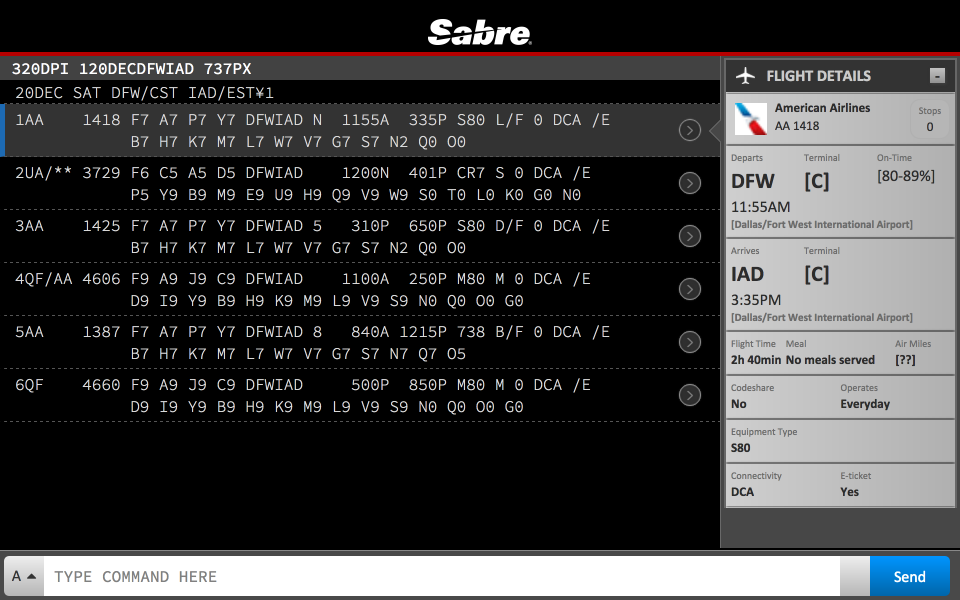 Sabre
320DPI 120DECDFWIAD 737PX
20DEC SAT DFW/CST IAD/EST¥1
1AA 1418 F7 A7 P7 Y7 DFWIAD N 1155A 335P S80 L/F 0 DCA /E
B7 H7 K7 M7 L7 W7 V7 G7 S7 N2 Q0 O0
2UA/** 3729 F6 C5 A5 D5 DFWIAD 1200N 401P CR7 S 0 DCA /E
P5 Y9 B9 M9 E9 U9 H9 Q9 V9 W9 S0 T0 L0 K0 G0 N0
3AA 1425 F7 A7 P7 Y7 DFWIAD 5 310P 650P S80 D/F 0 DCA /E
B7 H7 K7 M7 L7 W7 V7 G7 S7 N2 Q0 O0
4QF/AA 4606 F9 A9 J9 C9 DFWIAD 1100A 250P M80 M 0 DCA /E
D9 I9 Y9 B9 H9 K9 M9 L9 V9 S9 N0 Q0 O0 G0
5AA 1387 F7 A7 P7 Y7 DFWIAD 8 840A 1215P 738 B/F 0 DCA /E
B7 H7 K7 M7 L7 W7 V7 G7 S7 N7 Q7 O5
6QF 4660 F9 A9 J9 C9 DFWIAD 500P 850P M80 M 0 DCA /E
D9 I9 Y9 B9 H9 K9 M9 L9 V9 S9 N0 Q0 O0 G0
FLIGHT DETAILS -
American Airlines
AA 1418
Stops
0
Departs Terminal On-Time
DFW [C] [80-89%]
11:55AM
[Dallas/Fort West International Airport]
Arrives Terminal
IAD [C]
3:35PM
[Dallas/Fort West International Airport]
Flight Time Meal Air Miles
2h 40min No meals served [??]
Codeshare Operates
No Everyday
Equipment Type
S80
Connectivity E-ticket
DCA Yes
A TYPE COMMAND HERE Send